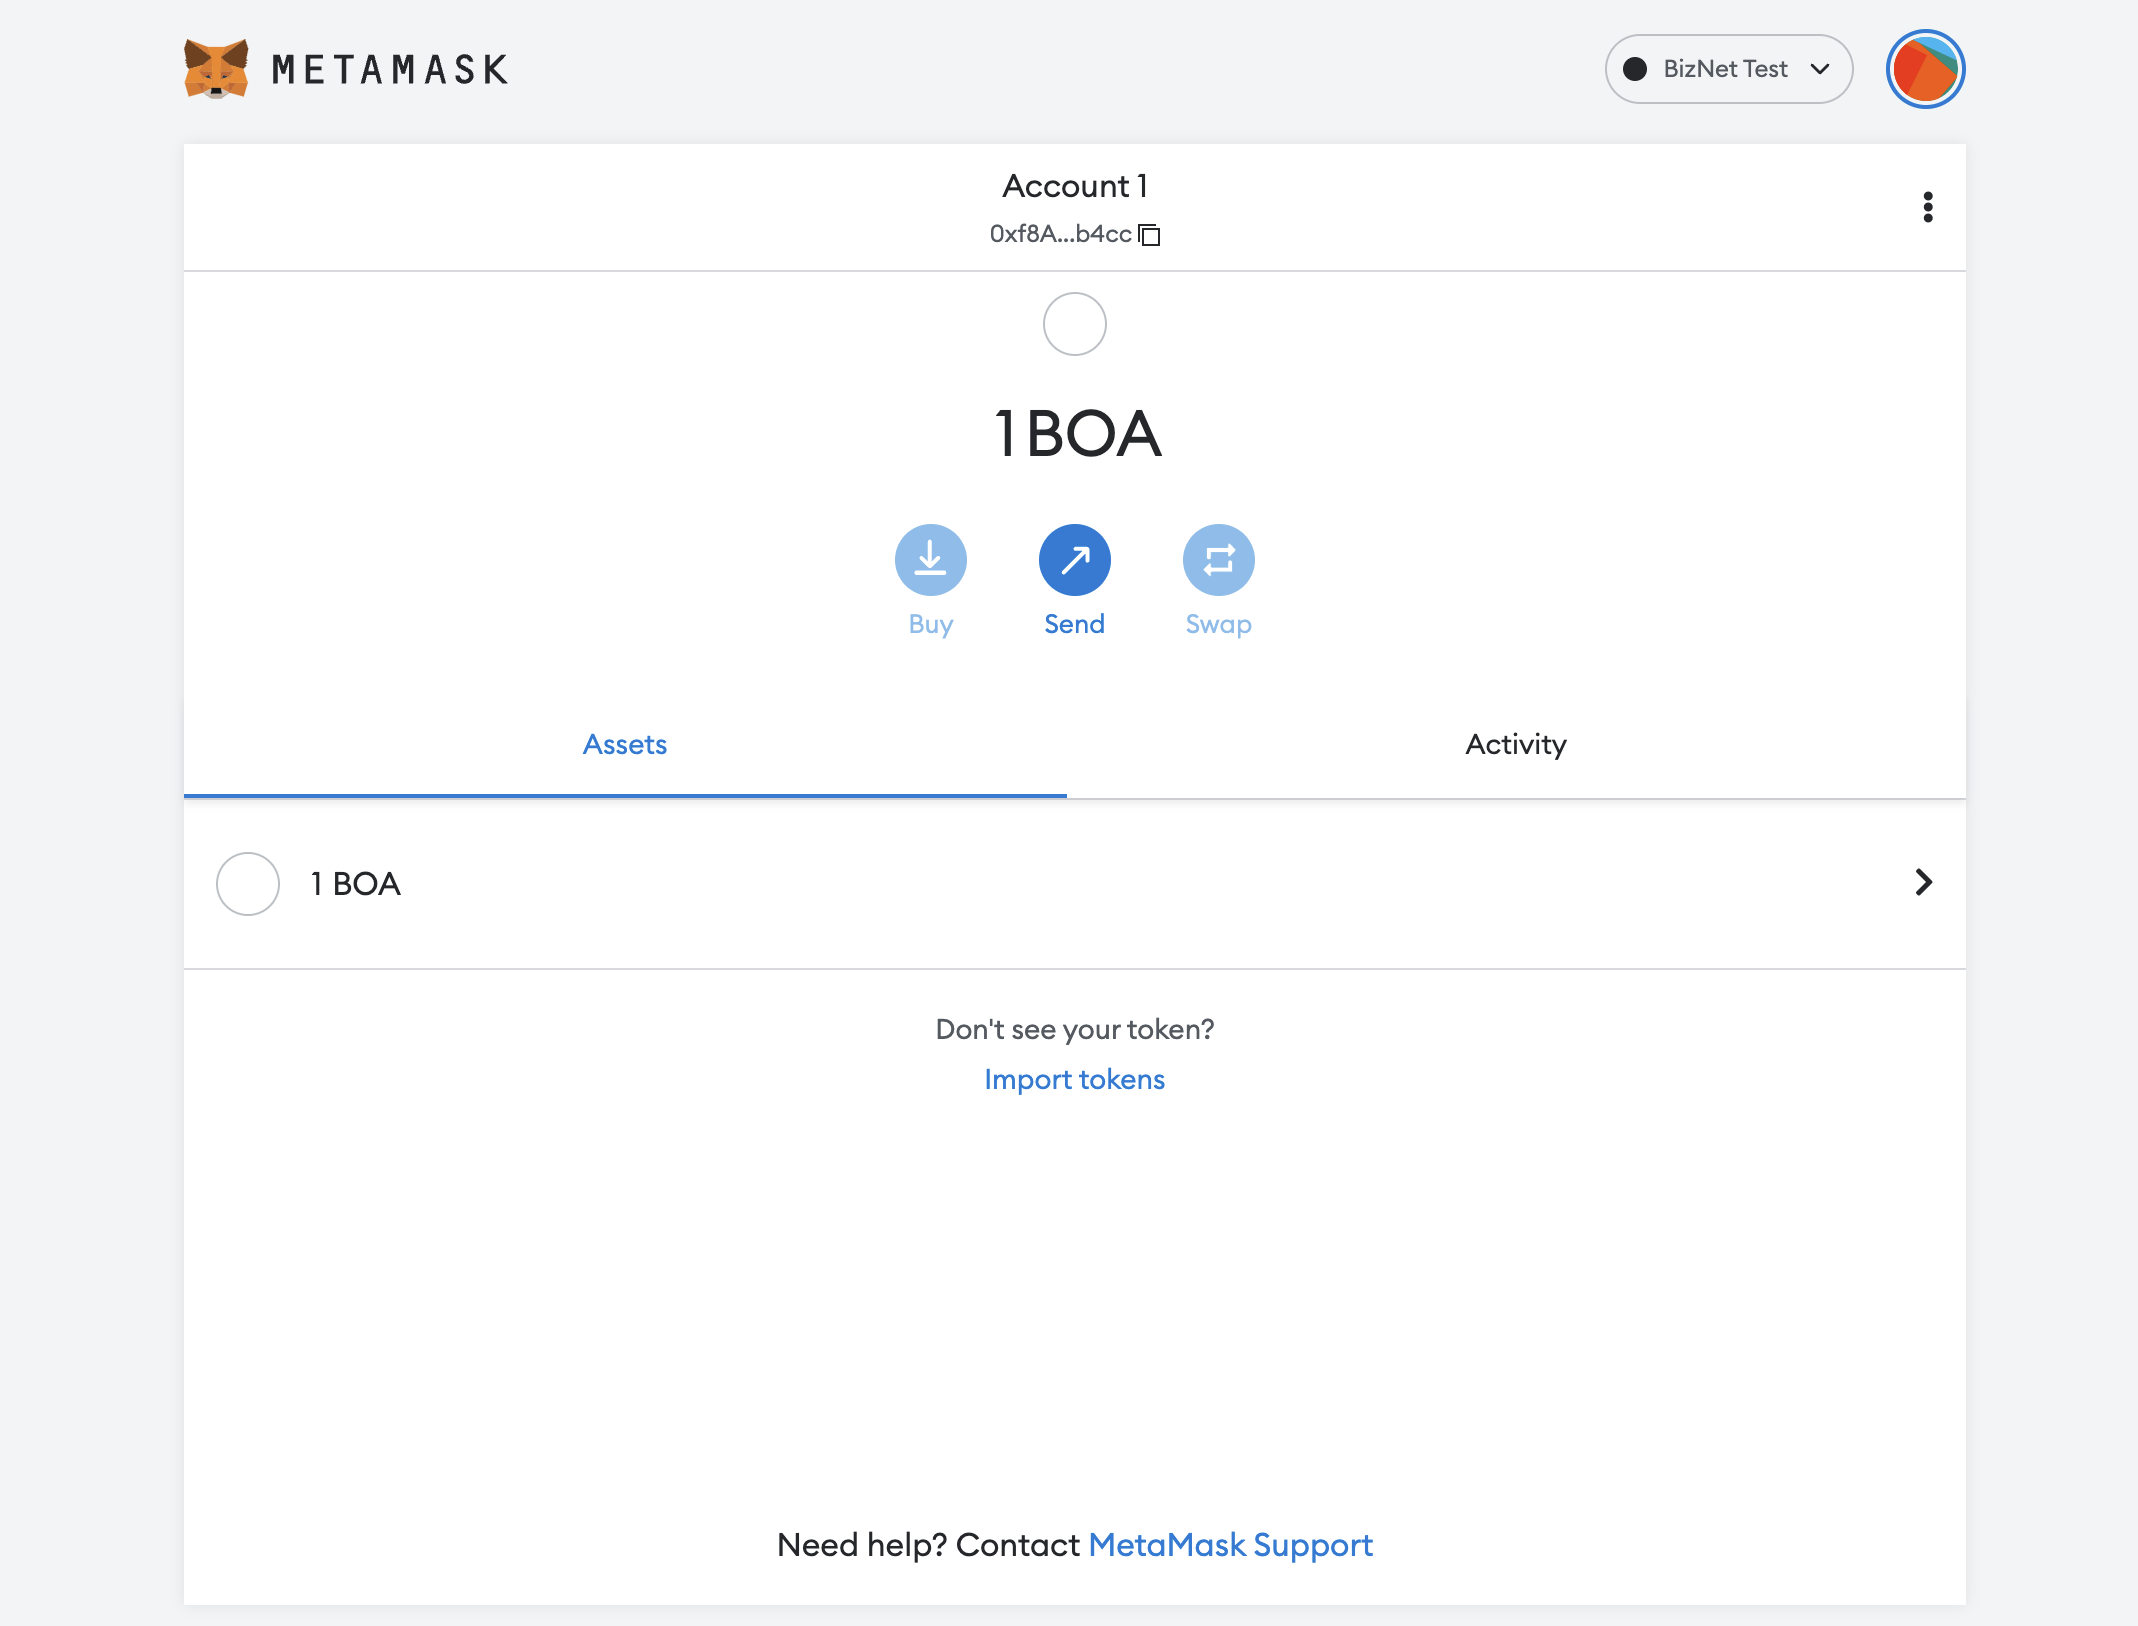 METAMASK
BizNet Test
Account 1
0xf8A...b4cc
1 BOA
Buy
Send
Swap
Assets
Activity
1 BOA
Don't see your token?
Import tokens
Need help? Contact MetaMask Support